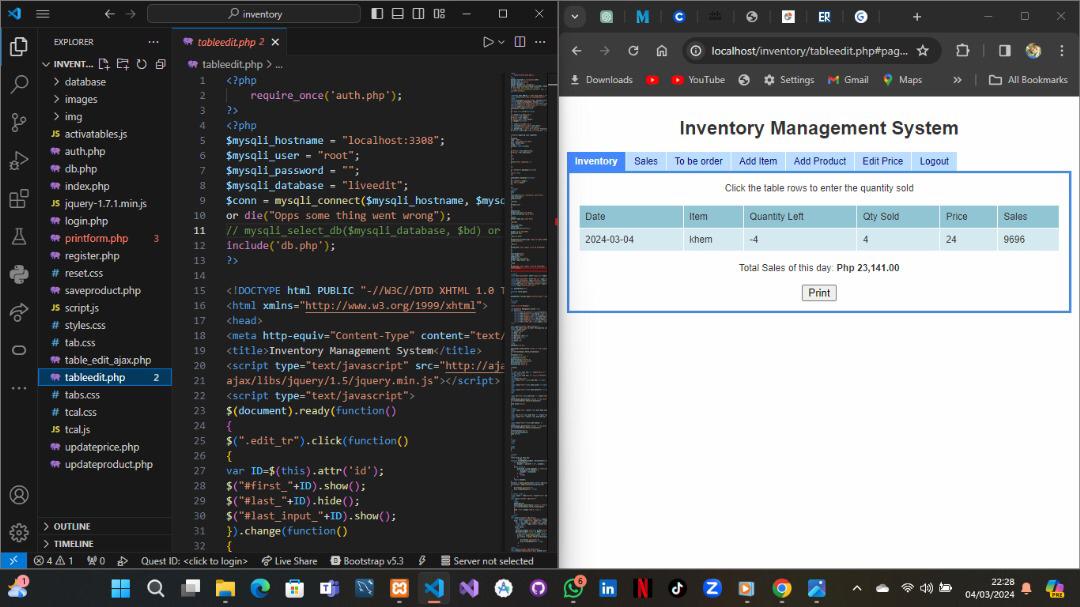 inventory
EXPLORER
INVENT...
database
images
img
JS activatables.js
auth.php
db.php
index.php
JS jquery-1.7.1.min.js
login.php
printform.php 3
register.php
# reset.css
saveproduct.php
JS script.js
# styles.css
# tab.css
table_edit_ajax.php
tableedit.php 2
# tabs.css
# tcal.css
JS tcal.js
updateprice.php
updateproduct.php
OUTLINE
TIMELINE
tableedit.php 2
tableedit.php > ...
1 <?php
2 require_once('auth.php');
3 ?>
4 <?php
5 $mysqli_hostname = "localhost:3308";
6 $mysqli_user = "root";
7 $mysqli_password = "";
8 $mysqli_database = "liveedit";
9 $conn = mysqli_connect($mysqli_hostname, $mysq
10 or die("Opps some thing went wrong");
11 // mysqli_select_db($mysqli_database, $bd) or
12 include('db.php');
13 ?>
14
15 <!DOCTYPE html PUBLIC "-//W3C//DTD XHTML 1.0 T
16 <html xmlns="http://www.w3.org/1999/xhtml">
17 <head>
18 <meta http-equiv="Content-Type" content="text/
19 <title>Inventory Management System</title>
20 <script type="text/javascript" src="http://aja
21 ajax/libs/jquery/1.5/jquery.min.js"></script>
22 <script type="text/javascript">
23 $(document).ready(function()
24 {
25 $(".edit_tr").click(function()
26 {
27 var ID=$(this).attr('id');
28 $("#first_"+ID).show();
29 $("#last_"+ID).hide();
30 $("#last_input_"+ID).show();
31 }).change(function()
32 {
4 1 0 Quest ID: <click to login> Live Share Bootstrap v5.3 Server not selected
localhost/inventory/tableedit.php#pag...
Downloads YouTube Settings Gmail Maps » All Bookmarks
Inventory Management System
Inventory Sales To be order Add Item Add Product Edit Price Logout
Click the table rows to enter the quantity sold
Date Item Quantity Left Qty Sold Price Sales
2024-03-04 khem -4 4 24 9696
Total Sales of this day: Php 23,141.00
Print
1
6
22:28
04/03/2024
PRE